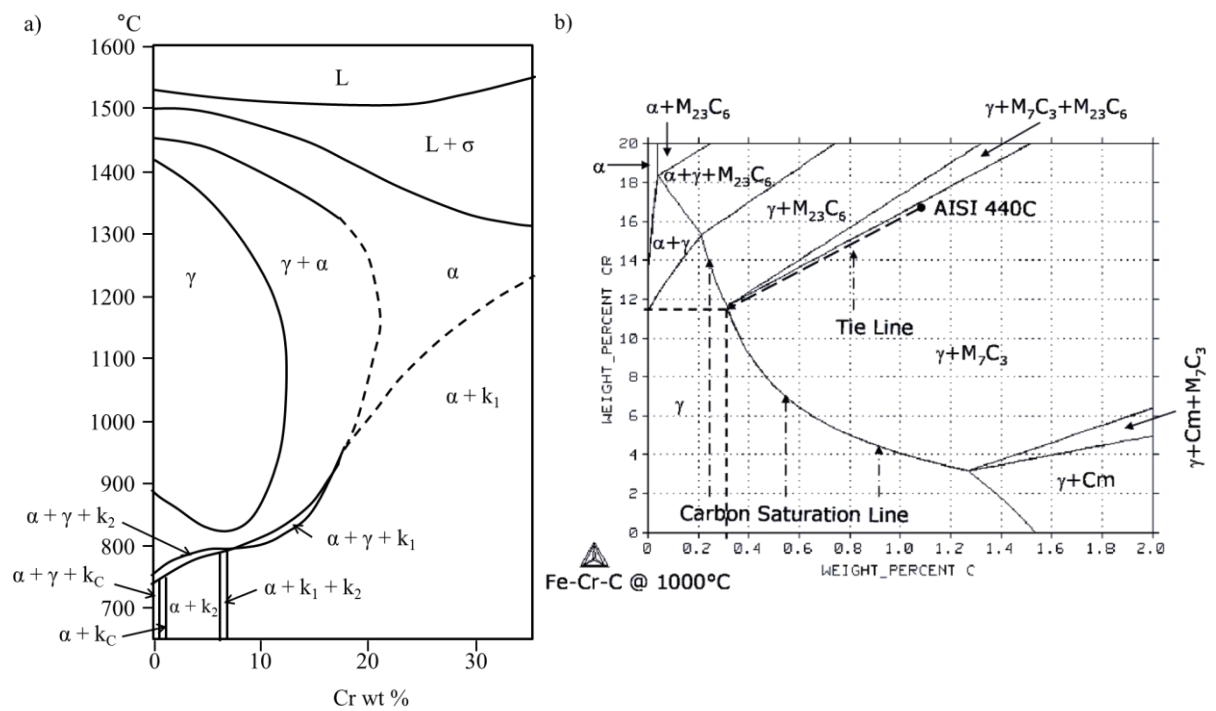 a)
°C
1600
1500
1400
1300
1200
1100
1000
900
800
700
L
L + σ
γ
γ + α
α
α + k₁
α + γ + k₂
α + γ + k₁
α + γ + k_C
α + k₂
α + k₁ + k₂
α + k_C
0
10
20
30
Cr wt %
b)
α+M₂₃C₆
γ+M₇C₃+M₂₃C₆
α
α+γ+M₂₃C₆
γ+M₂₃C₆
AISI 440C
α+γ
Tie Line
γ+M₇C₃
γ
γ+Cm+M₇C₃
γ+Cm
Carbon Saturation Line
WEIGHT_PERCENT CR
20
18
16
14
12
10
8
6
4
2
0
0
0.2
0.4
0.6
0.8
1.0
1.2
1.4
1.6
1.8
2.0
WEIGHT_PERCENT C
Fe-Cr-C @ 1000°C